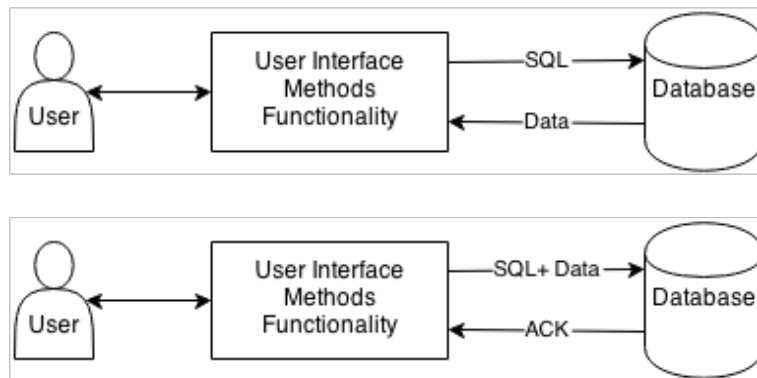 User
User Interface
Methods
Functionality
SQL
Data
Database
User
User Interface
Methods
Functionality
SQL+ Data
ACK
Database